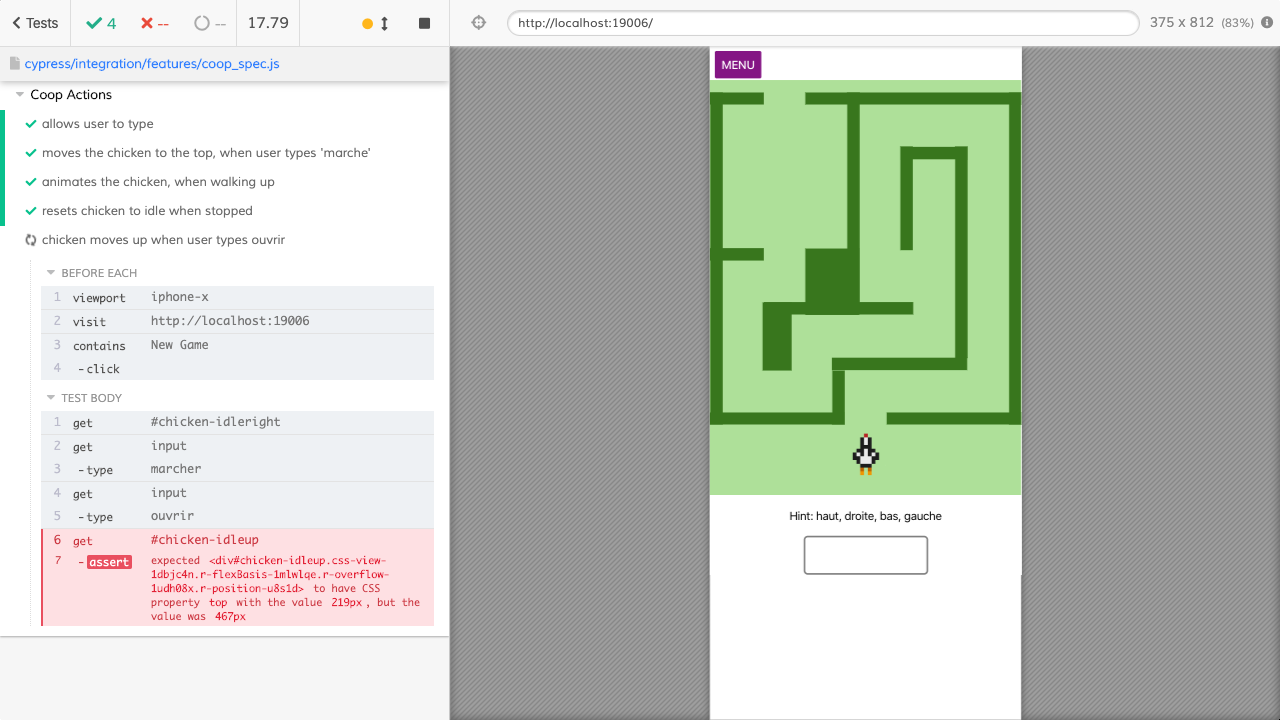 Tests
4
--
--
17.79
http://localhost:19006/
375 x 812 (83%)
cypress/integration/features/coop_spec.js
Coop Actions
allows user to type
moves the chicken to the top, when user types 'marche'
animates the chicken, when walking up
resets chicken to idle when stopped
chicken moves up when user types ouvrir
BEFORE EACH
1 viewport iphone-x
2 visit http://localhost:19006
3 contains New Game
4 -click
TEST BODY
1 get #chicken-idleright
2 get input
3 -type marcher
4 get input
5 -type ouvrir
6 get #chicken-idleup
7 -assert expected <div#chicken-idleup.css-view-
1dbjc4n.r-flexBasis-1mlwlqe.r-overflow-
1udh08x.r-position-u8s1d> to have CSS
property top with the value 219px, but the
value was 467px
MENU
Hint: haut, droite, bas, gauche